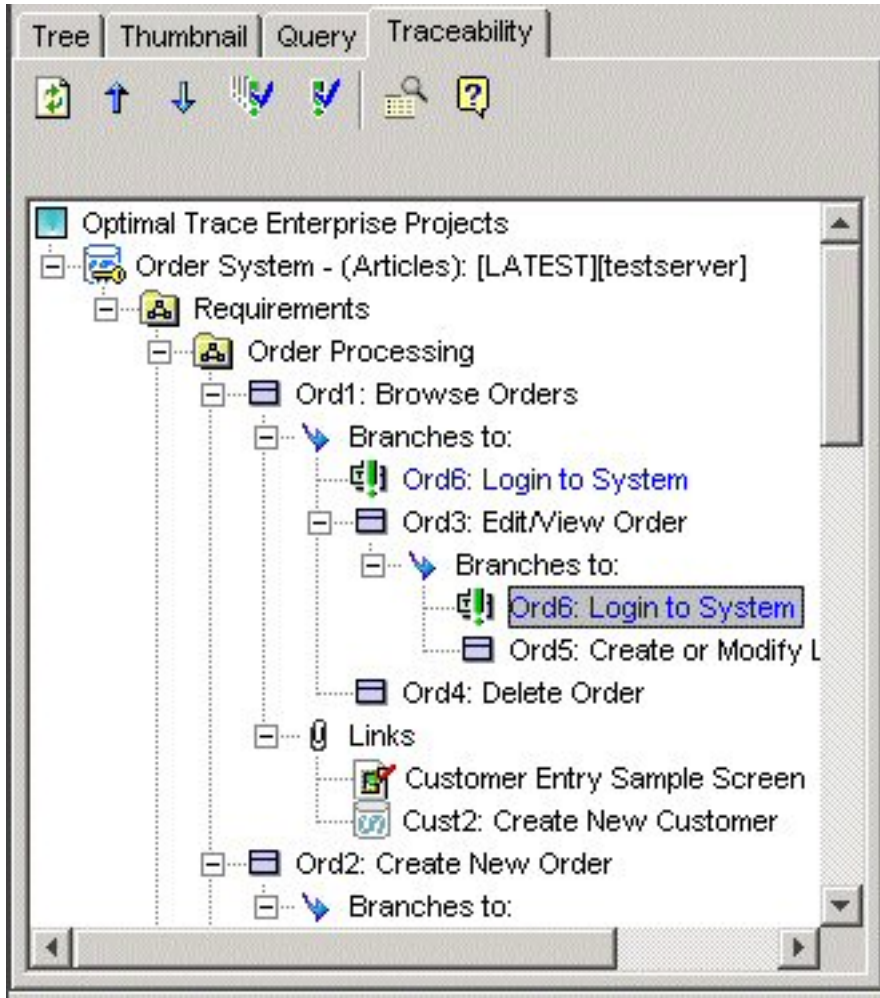 Tree Thumbnail Query Traceability
Optimal Trace Enterprise Projects
Order System - (Articles): [LATEST][testserver]
Requirements
Order Processing
Ord1: Browse Orders
Branches to:
Ord6: Login to System
Ord3: Edit/View Order
Branches to:
Ord6: Login to System
Ord5: Create or Modify L
Ord4: Delete Order
Links
Customer Entry Sample Screen
Cust2: Create New Customer
Ord2: Create New Order
Branches to: